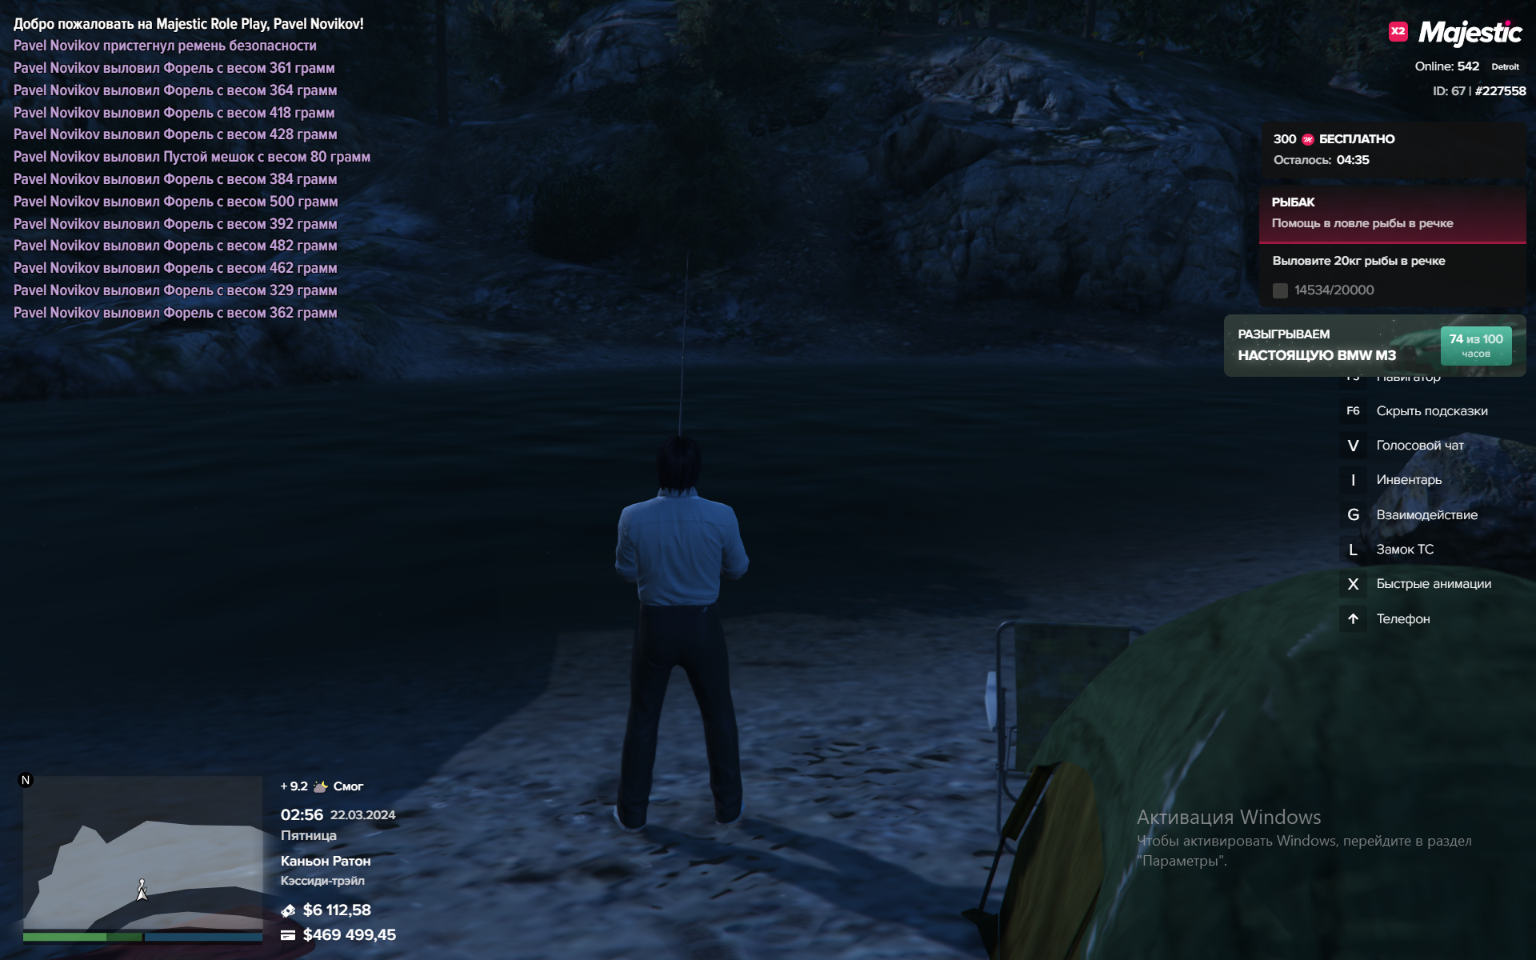 Добро пожаловать на Majestic Role Play, Pavel Novikov!
Pavel Novikov пристегнул ремень безопасности
Pavel Novikov выловил Форель с весом 361 грамм
Pavel Novikov выловил Форель с весом 364 грамм
Pavel Novikov выловил Форель с весом 418 грамм
Pavel Novikov выловил Форель с весом 428 грамм
Pavel Novikov выловил Пустой мешок с весом 80 грамм
Pavel Novikov выловил Форель с весом 384 грамм
Pavel Novikov выловил Форель с весом 500 грамм
Pavel Novikov выловил Форель с весом 392 грамм
Pavel Novikov выловил Форель с весом 482 грамм
Pavel Novikov выловил Форель с весом 462 грамм
Pavel Novikov выловил Форель с весом 329 грамм
Pavel Novikov выловил Форель с весом 362 грамм
X2 Majestic
Online: 542 Detroit
ID: 67 | #227558
300 БЕСПЛАТНО
Осталось: 04:35
РЫБАК
Помощь в ловле рыбы в речке
Выловите 20кг рыбы в речке
14534/20000
РАЗЫГРЫВАЕМ
НАСТОЯЩУЮ BMW M3
74 из 100
часов
Навигатор
F6 Скрыть подсказки
V Голосовой чат
I Инвентарь
G Взаимодействие
L Замок ТС
X Быстрые анимации
Телефон
N
+ 9.2 Смог
02:56 22.03.2024
Пятница
Каньон Ратон
Кэссиди-трэйл
$6 112,58
$469 499,45
Активация Windows
Чтобы активировать Windows, перейдите в раздел
"Параметры".